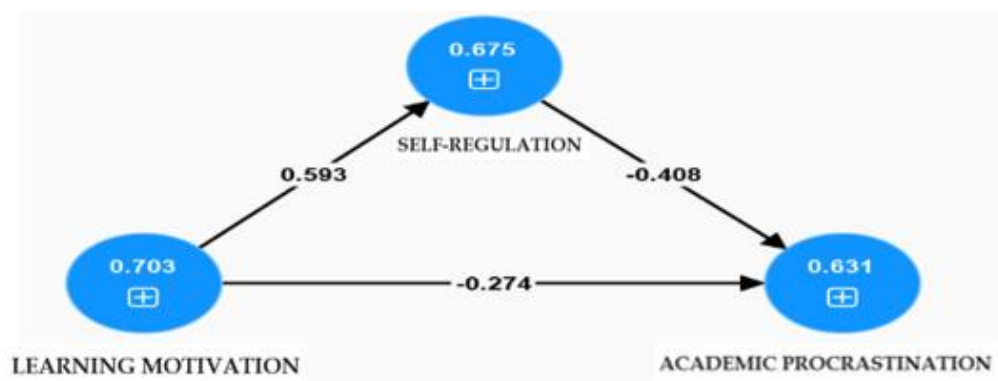 0.675
SELF-REGULATION
0.593
-0.408
0.703
0.631
-0.274
LEARNING MOTIVATION
ACADEMIC PROCRASTINATION